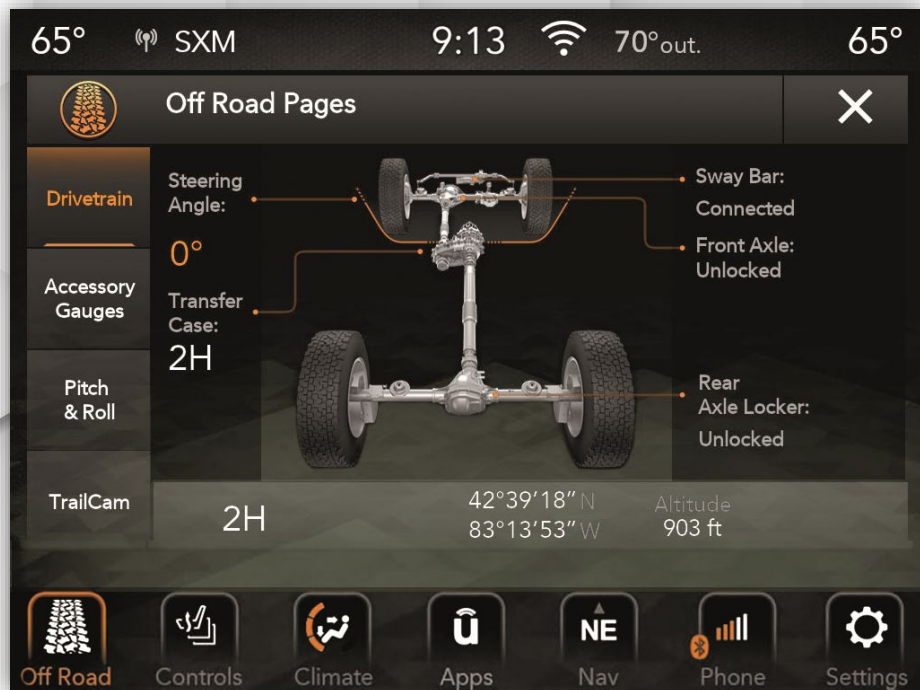 65° SXM 9:13 70° out. 65°
Off Road Pages
Drivetrain
Accessory
Gauges
Pitch
& Roll
TrailCam
Steering
Angle:
0°
Transfer
Case:
2H
Sway Bar:
Connected
Front Axle:
Unlocked
Rear
Axle Locker:
Unlocked
2H
42°39'18" N
83°13'53" W
Altitude
903 ft
NE
Off Road Controls Climate Apps Nav Phone Settings